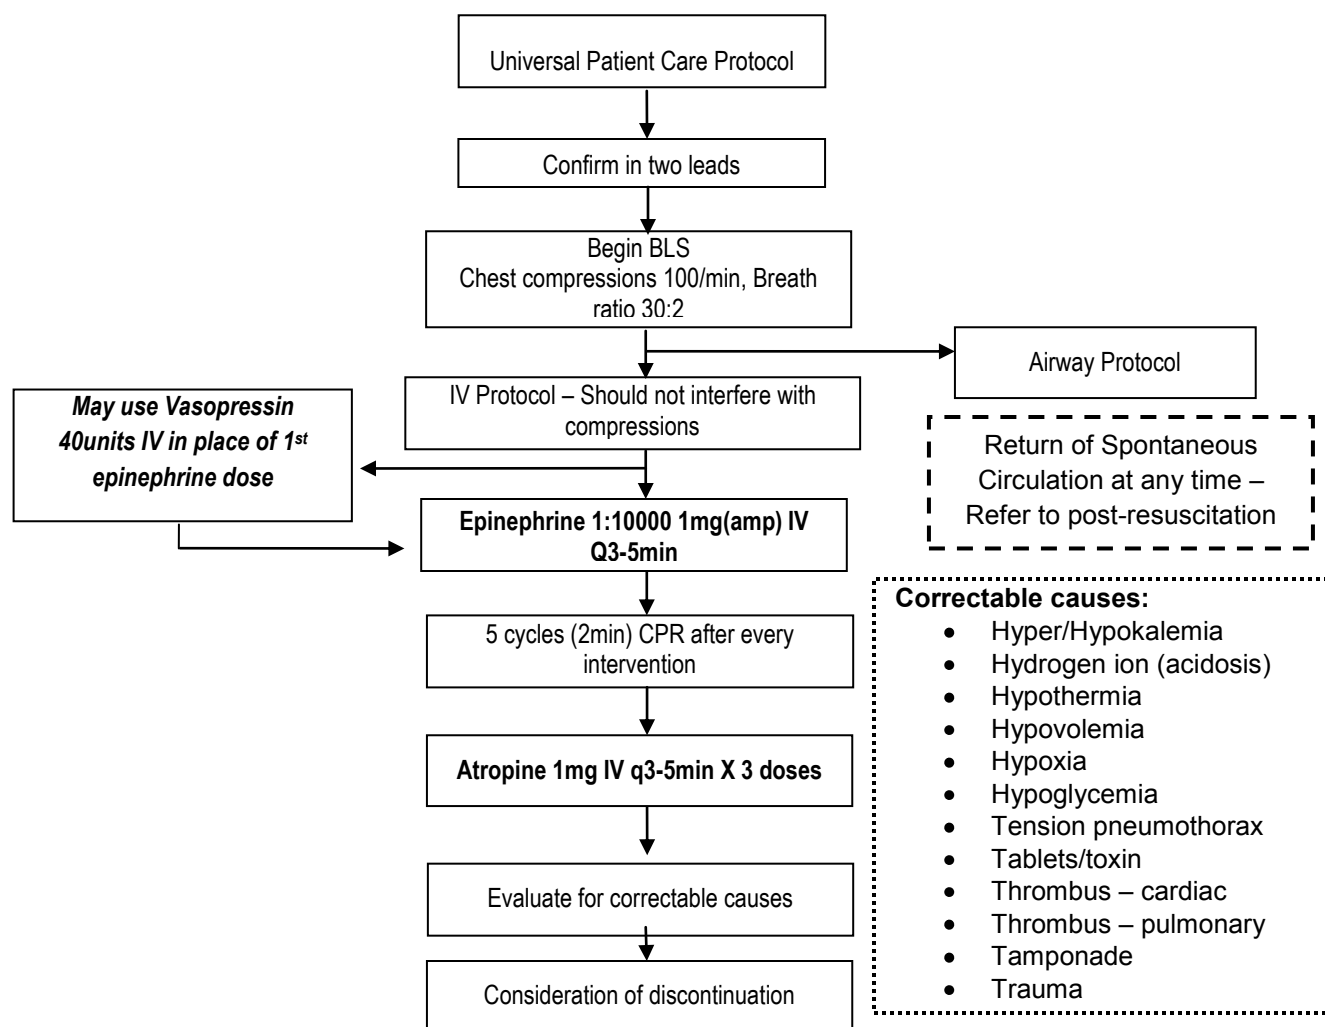 Universal Patient Care Protocol
Confirm in two leads
Begin BLS
Chest compressions 100/min, Breath
ratio 30:2
Airway Protocol
IV Protocol – Should not interfere with
compressions
May use Vasopressin
40units IV in place of 1st
epinephrine dose
Return of Spontaneous
Circulation at any time –
Refer to post-resuscitation
Epinephrine 1:10000 1mg(amp) IV
Q3-5min
5 cycles (2min) CPR after every
intervention
Atropine 1mg IV q3-5min X 3 doses
Evaluate for correctable causes
Consideration of discontinuation
Correctable causes:
• Hyper/Hypokalemia
• Hydrogen ion (acidosis)
• Hypothermia
• Hypovolemia
• Hypoxia
• Hypoglycemia
• Tension pneumothorax
• Tablets/toxin
• Thrombus – cardiac
• Thrombus – pulmonary
• Tamponade
• Trauma